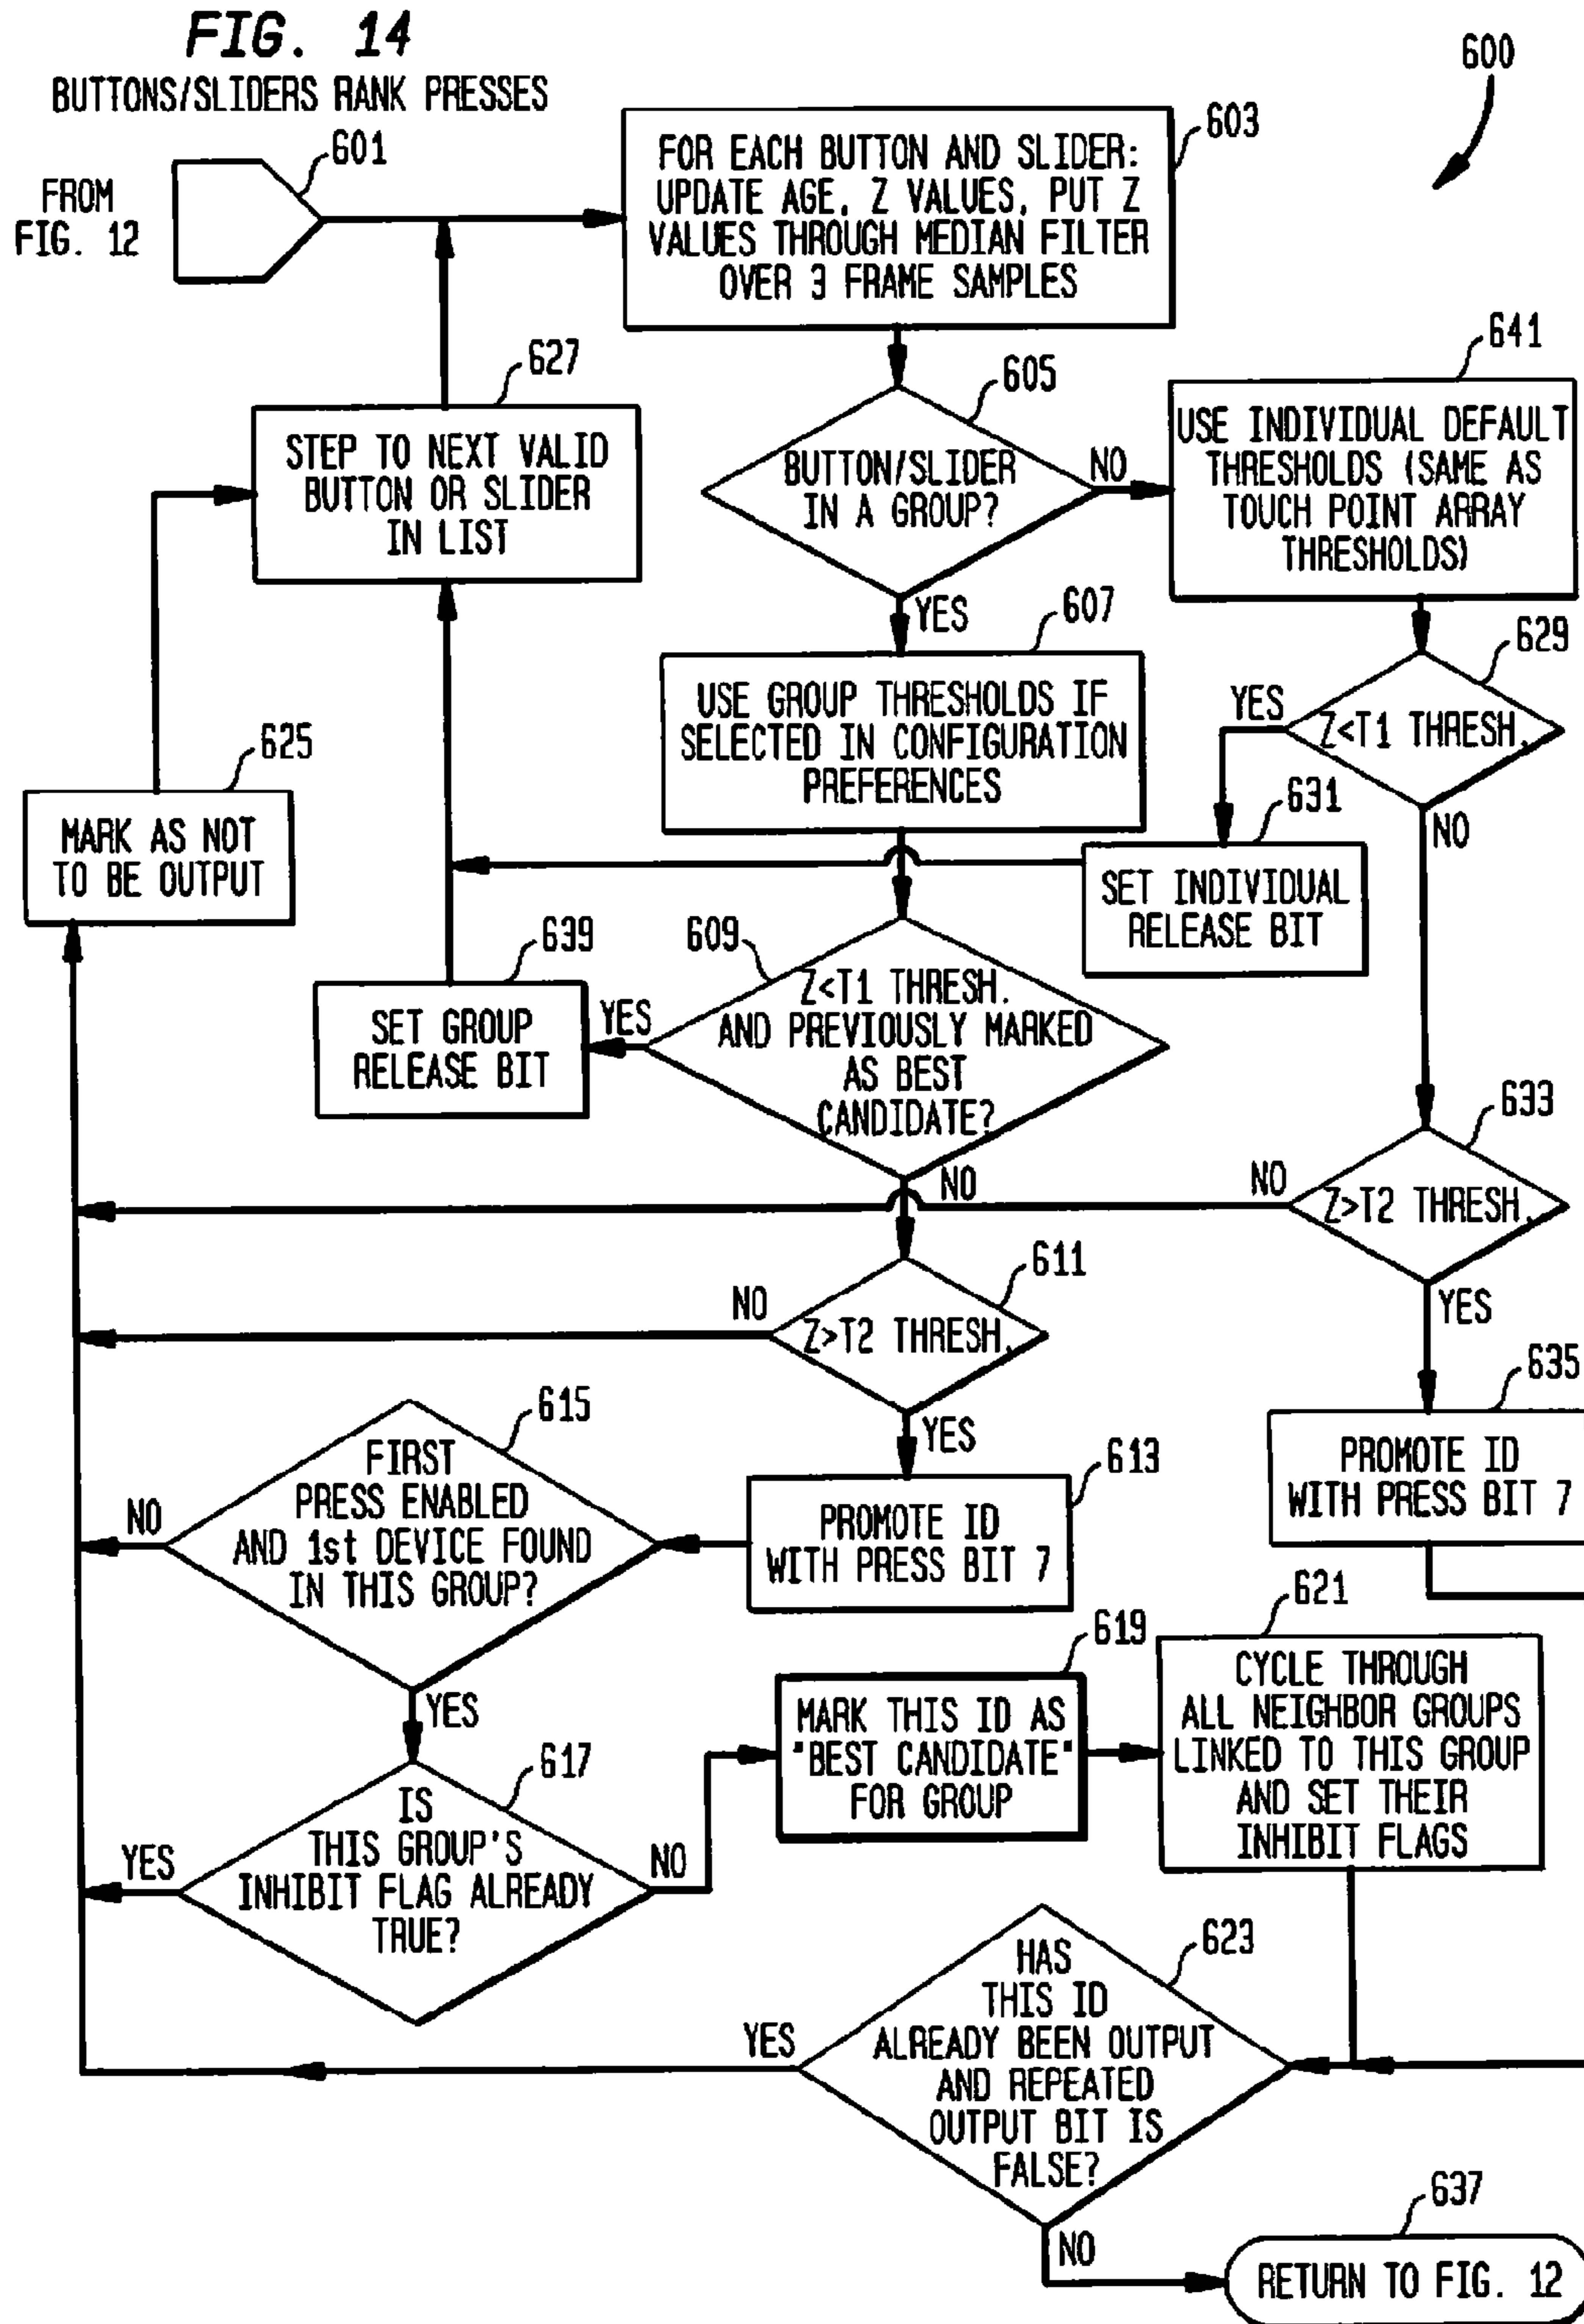 FIG. 14
BUTTONS/SLIDERS RANK PRESSES
600
601
FROM
FIG. 12
603
FOR EACH BUTTON AND SLIDER:
UPDATE AGE, Z VALUES, PUT Z
VALUES THROUGH MEDIAN FILTER
OVER 3 FRAME SAMPLES
627
STEP TO NEXT VALID
BUTTON OR SLIDER
IN LIST
605
BUTTON/SLIDER
IN A GROUP?
NO
YES
641
USE INDIVIDUAL DEFAULT
THRESHOLDS (SAME AS
TOUCH POINT ARRAY
THRESHOLDS)
607
USE GROUP THRESHOLDS IF
SELECTED IN CONFIGURATION
PREFERENCES
629
YES
Z<T1 THRESH.
NO
625
MARK AS NOT
TO BE OUTPUT
631
SET INDIVIDUAL
RELEASE BIT
639
SET GROUP
RELEASE BIT
YES
609
Z<T1 THRESH.
AND PREVIOUSLY MARKED
AS BEST
CANDIDATE?
NO
633
NO
Z>T2 THRESH.
YES
611
NO
Z>T2 THRESH.
YES
635
PROMOTE ID
WITH PRESS BIT 7
615
FIRST
PRESS ENABLED
AND 1st DEVICE FOUND
IN THIS GROUP?
NO
YES
613
PROMOTE ID
WITH PRESS BIT 7
617
IS
THIS GROUP'S
INHIBIT FLAG ALREADY
TRUE?
YES
NO
619
MARK THIS ID AS
"BEST CANDIDATE"
FOR GROUP
621
CYCLE THROUGH
ALL NEIGHBOR GROUPS
LINKED TO THIS GROUP
AND SET THEIR
INHIBIT FLAGS
623
YES
HAS
THIS ID
ALREADY BEEN OUTPUT
AND REPEATED
OUTPUT BIT IS
FALSE?
NO
637
RETURN TO FIG. 12